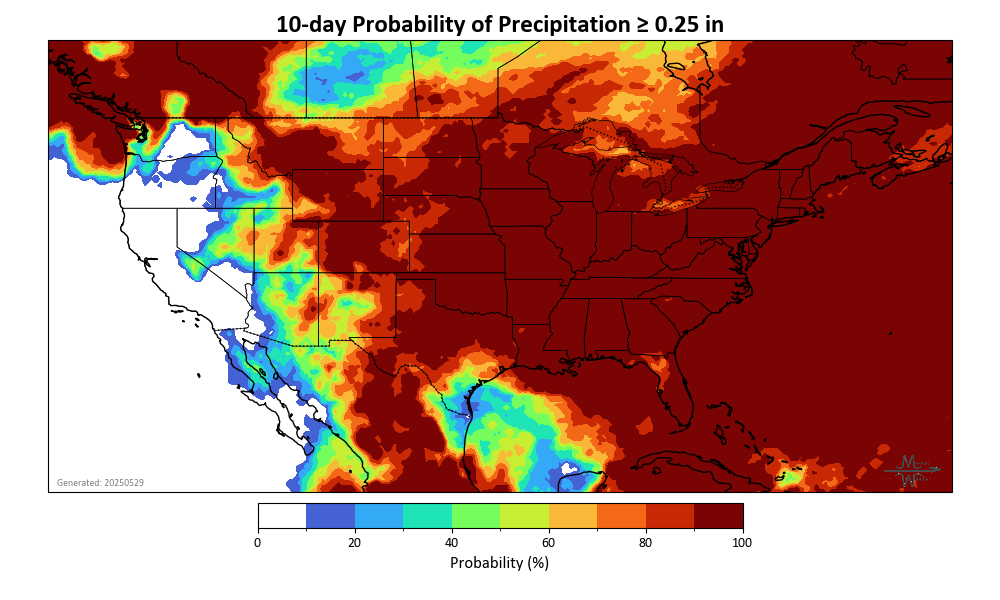 10-day Probability of Precipitation ≥ 0.25 in
Generated: 20250529
0 20 40 60 80 100
Probability (%)